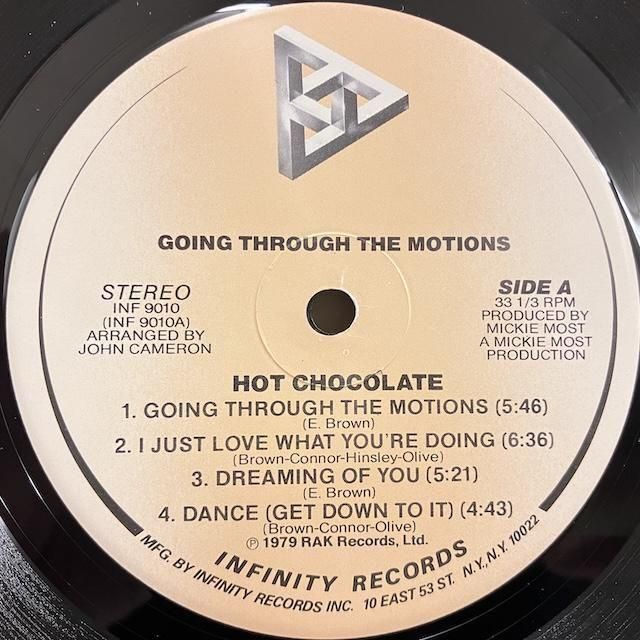 GOING THROUGH THE MOTIONS
STEREO
INF 9010
(INF 9010A)
ARRANGED BY
JOHN CAMERON
SIDE A
33 1/3 RPM
PRODUCED BY
MICKIE MOST
A MICKIE MOST
PRODUCTION
HOT CHOCOLATE
1. GOING THROUGH THE MOTIONS (5:46)
(E. Brown)
2. I JUST LOVE WHAT YOU'RE DOING (6:36)
(Brown-Connor-Hinsley-Olive)
3. DREAMING OF YOU (5:21)
(E. Brown)
4. DANCE (GET DOWN TO IT) (4:43)
(Brown-Connor-Olive)
℗ 1979 RAK Records, Ltd.
INFINITY RECORDS
MFG. BY INFINITY RECORDS INC. 10 EAST 53 ST. N.Y., N.Y. 10022